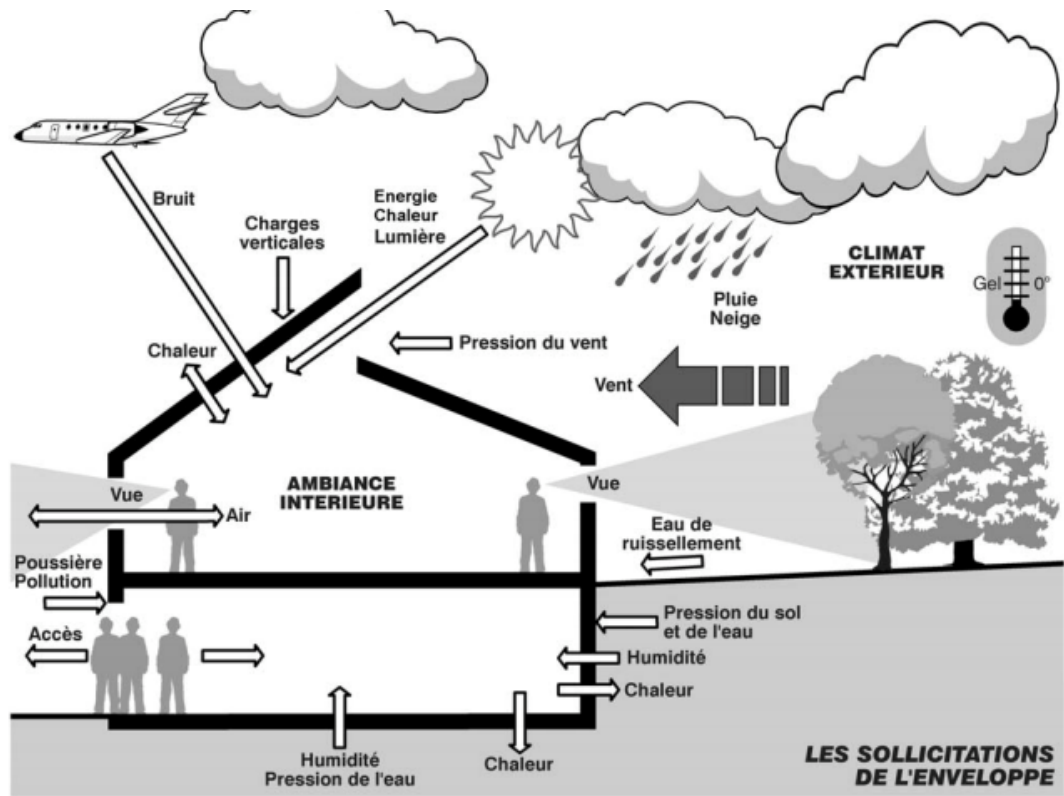 Bruit
Energie
Chaleur
Lumière
Charges
verticales
CLIMAT
EXTERIEUR
Gel
0°
Pluie
Neige
Chaleur
Pression du vent
Vent
Vue
AMBIANCE
INTERIEURE
Vue
Air
Eau de
ruissellement
Poussière
Pollution
Pression du sol
et de l'eau
Accès
Humidité
Chaleur
Humidité
Pression de l'eau
Chaleur
LES SOLLICITATIONS
DE L'ENVELOPPE